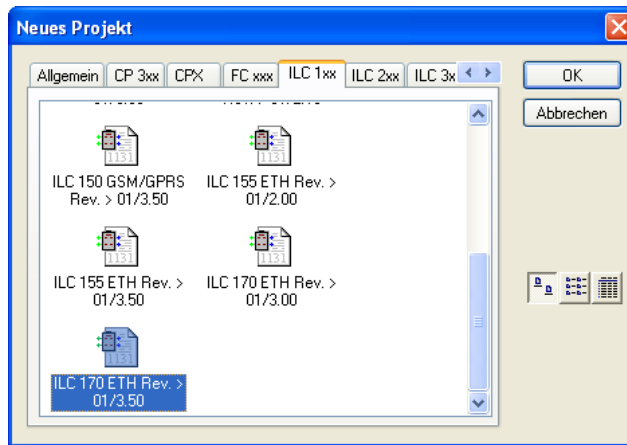 Neues Projekt
Allgemein CP 3xx CPX FC xxx ILC 1xx ILC 2xx ILC 3x
OK
Abbrechen
ILC 150 GSM/GPRS
Rev. > 01/3.50
ILC 155 ETH Rev. >
01/2.00
ILC 155 ETH Rev. >
01/3.50
ILC 170 ETH Rev. >
01/3.00
ILC 170 ETH Rev. >
01/3.50